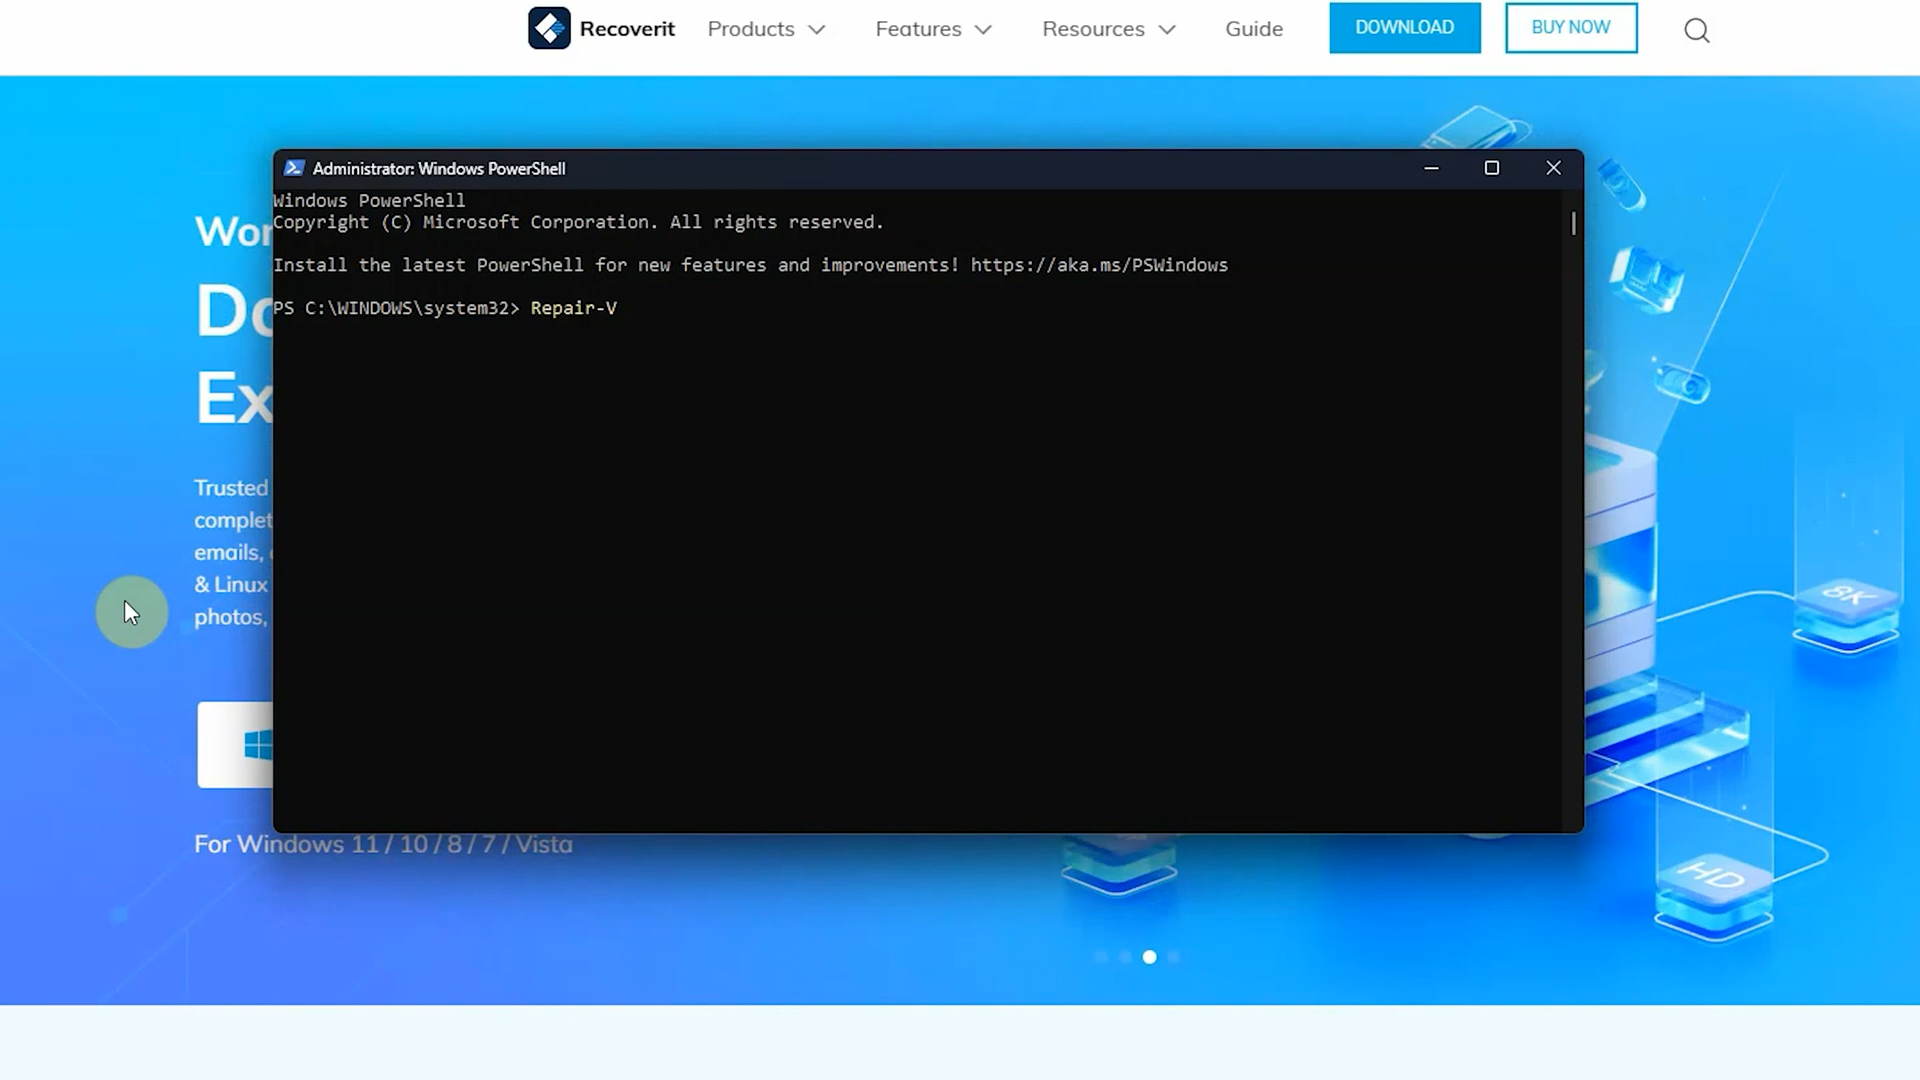 Recoverit Products Features Resources Guide DOWNLOAD BUY NOW
Administrator: Windows PowerShell
Windows PowerShell
Copyright (C) Microsoft Corporation. All rights reserved.
Install the latest PowerShell for new features and improvements! https://aka.ms/PSWindows
PS C:\WINDOWS\system32> Repair-V
Wor
Do
Ex
Trusted
complet
emails,
& Linux
photos,
For Windows 11 / 10 / 8 / 7 / Vista
8K
HD